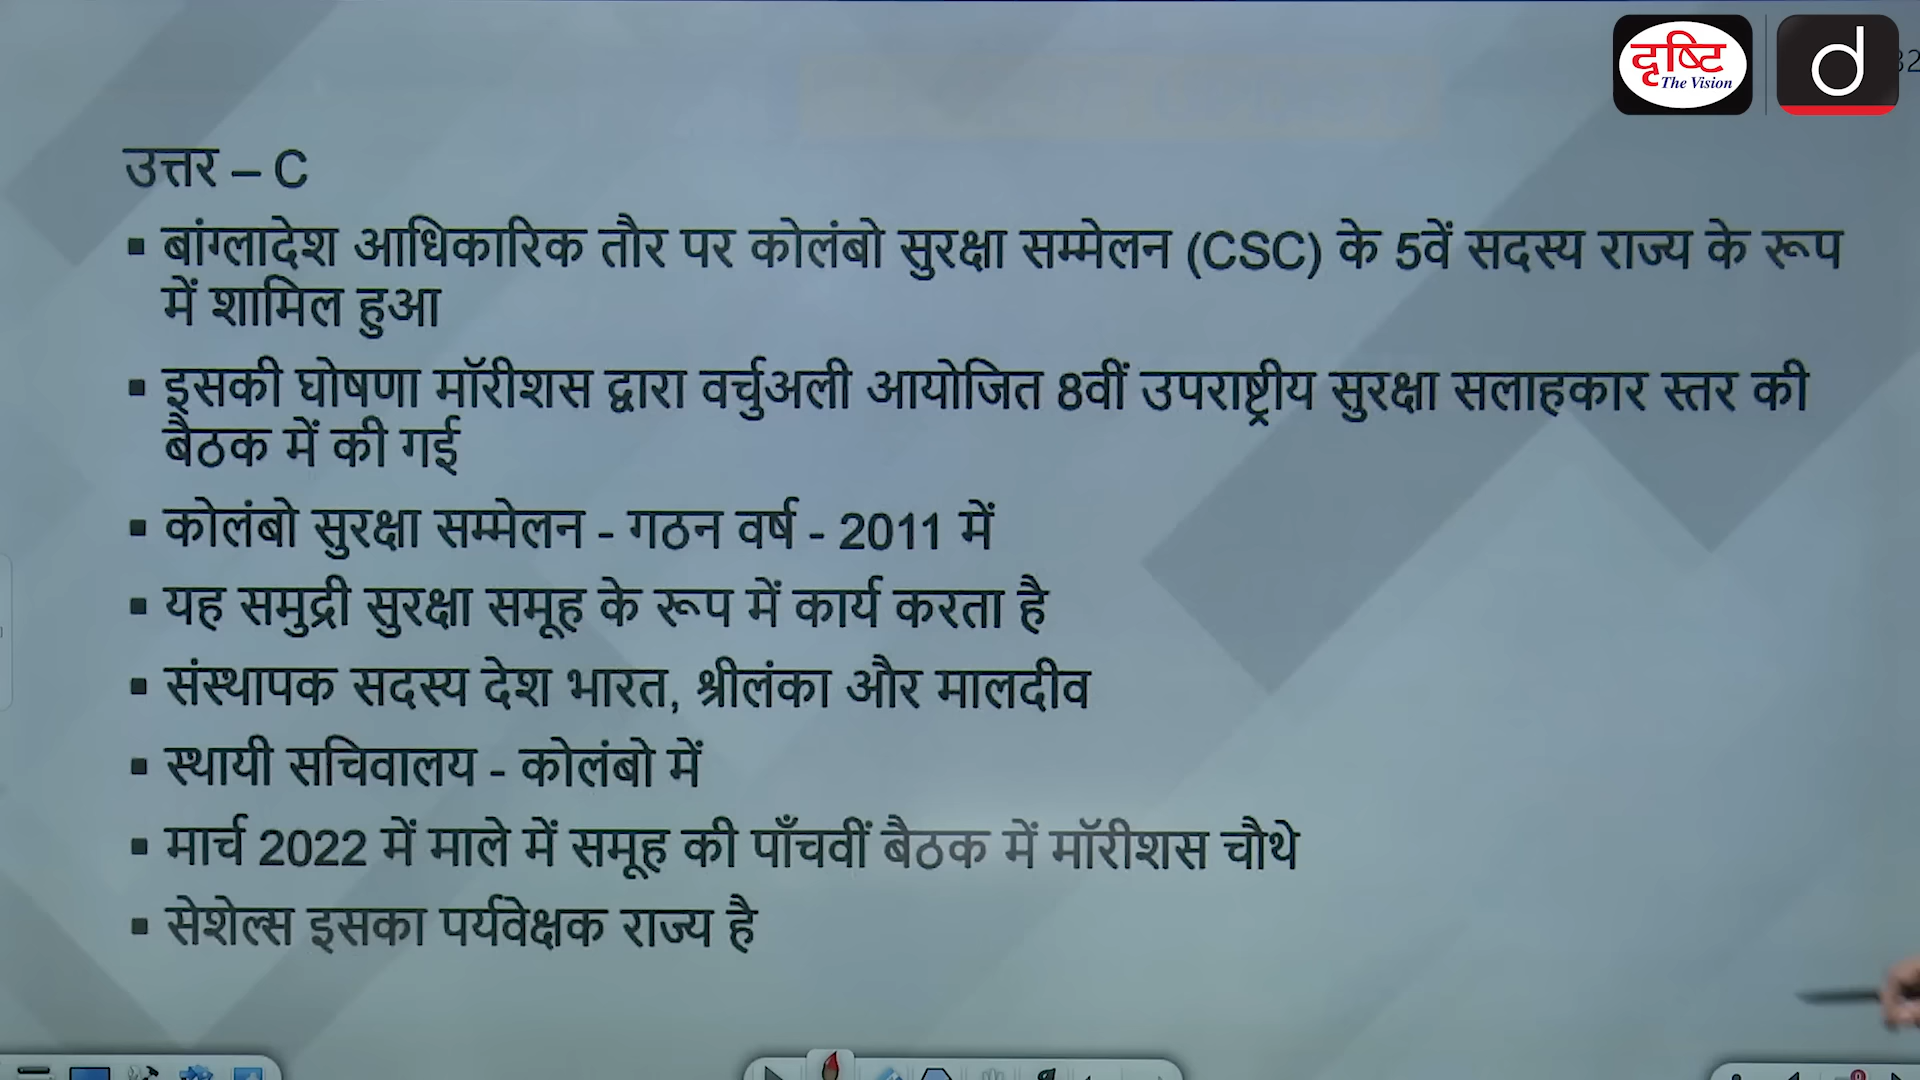 दृष्टि
The Vision
d
32
उत्तर – C
▪ बांग्लादेश आधिकारिक तौर पर कोलंबो सुरक्षा सम्मेलन (CSC) के 5वें सदस्य राज्य के रूप
में शामिल हुआ
▪ इसकी घोषणा मॉरीशस द्वारा वर्चुअली आयोजित 8वीं उपराष्ट्रीय सुरक्षा सलाहकार स्तर की
बैठक में की गई
▪ कोलंबो सुरक्षा सम्मेलन - गठन वर्ष - 2011 में
▪ यह समुद्री सुरक्षा समूह के रूप में कार्य करता है
▪ संस्थापक सदस्य देश भारत, श्रीलंका और मालदीव
▪ स्थायी सचिवालय - कोलंबो में
▪ मार्च 2022 में माले में समूह की पाँचवीं बैठक में मॉरीशस चौथे
▪ सेशेल्स इसका पर्यवेक्षक राज्य है